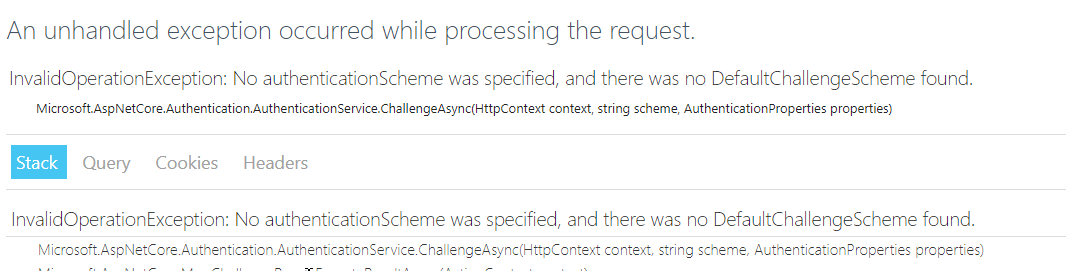 An unhandled exception occurred while processing the request.
InvalidOperationException: No authenticationScheme was specified, and there was no DefaultChallengeScheme found.
Microsoft.AspNetCore.Authentication.AuthenticationService.ChallengeAsync(HttpContext context, string scheme, AuthenticationProperties properties)
Stack Query Cookies Headers
InvalidOperationException: No authenticationScheme was specified, and there was no DefaultChallengeScheme found.
Microsoft.AspNetCore.Authentication.AuthenticationService.ChallengeAsync(HttpContext context, string scheme, AuthenticationProperties properties)